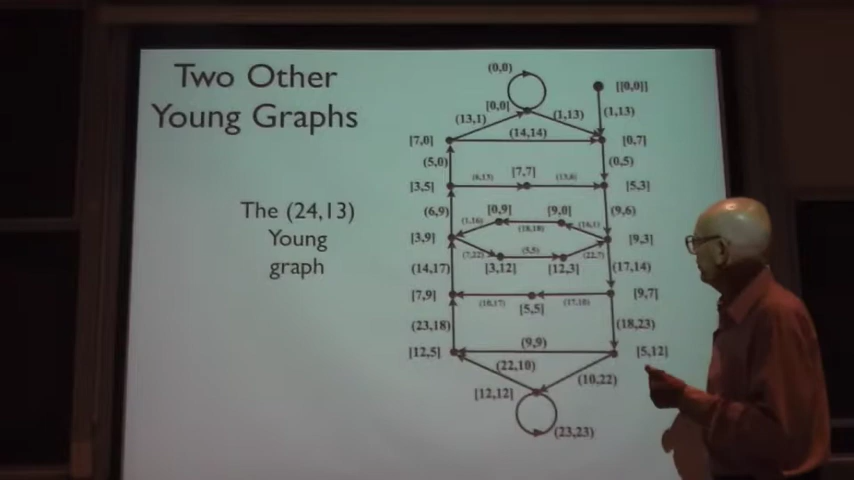 Two Other
Young Graphs
The (24,13)
Young
graph
(0,0)
[0,0] [[0,0]]
(13,1) (1,13) (1,13)
[7,0] (14,14) [0,7]
(5,0) (0,5)
[7,7]
[3,5] (6,13) (13,6) [5,3]
(6,9) [0,9] [9,0] (9,6)
(1,16) (18,18) (16,1)
[3,9] [9,3]
(7,22) (5,5) (22,7)
(14,17) [3,12] [12,3] (17,14)
[7,9] [9,7]
(18,17) [5,5] (17,18)
(23,18) (18,23)
(9,9)
[12,5] [5,12]
(22,10) (10,22)
[12,12]
(23,23)